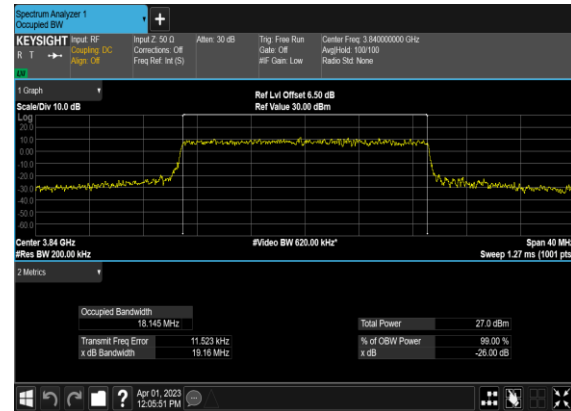 Spectrum Analyzer 1
Occupied BW
KEYSIGHT Input: RF Input Z: 50 Ω Atten: 30 dB Trig: Free Run Center Freq: 3.840000000 GHz
R T Coupling: DC Corrections: Off Gate: Off Avg|Hold: 100/100
Align: Off Freq Ref: Int (S) #IF Gain: Low Radio Std: None
1 Graph
Ref Lvl Offset 6.50 dB
Scale/Div 10.0 dB Ref Value 30.00 dBm
Log
20.0
10.0
0.00
-10.0
-20.0
-30.0
-40.0
-50.0
-60.0
Center 3.84 GHz #Video BW 620.00 kHz* Span 40 MHz
#Res BW 200.00 kHz Sweep 1.27 ms (1001 pts)
2 Metrics
Occupied Bandwidth
18.145 MHz Total Power 27.0 dBm
Transmit Freq Error 11.523 kHz % of OBW Power 99.00 %
x dB Bandwidth 19.16 MHz x dB -26.00 dB
? Apr 01, 2023
12:05:51 PM